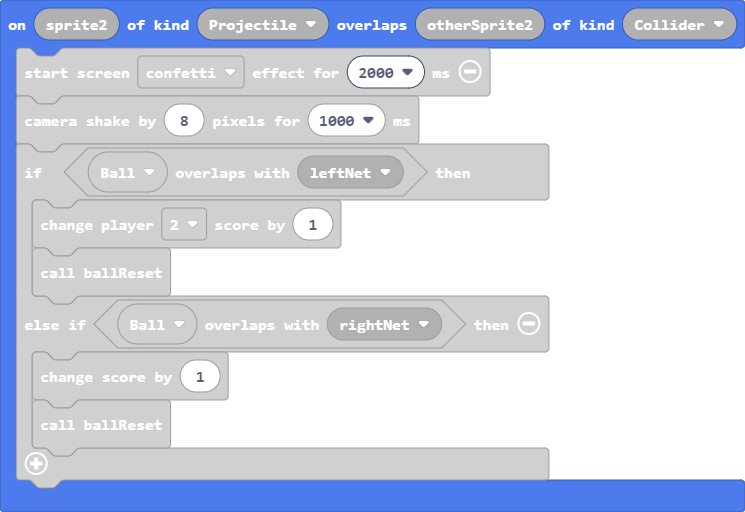 on sprite2 of kind Projectile overlaps otherSprite2 of kind Collider
start screen confetti effect for 2000 ms
camera shake by 8 pixels for 1000 ms
if Ball overlaps with leftNet then
change player 2 score by 1
call ballReset
else if Ball overlaps with rightNet then
change score by 1
call ballReset